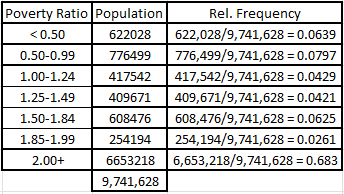 Poverty Ratio Population Rel. Frequency
< 0.50 622028 622,028/9,741,628 = 0.0639
0.50-0.99 776499 776,499/9,741,628 = 0.0797
1.00-1.24 417542 417,542/9,741,628 = 0.0429
1.25-1.49 409671 409,671/9,741,628 = 0.0421
1.50-1.84 608476 608,476/9,741,628 = 0.0625
1.85-1.99 254194 254,194/9,741,628 = 0.0261
2.00+ 6653218 6,653,218/9,741,628 = 0.683
9,741,628